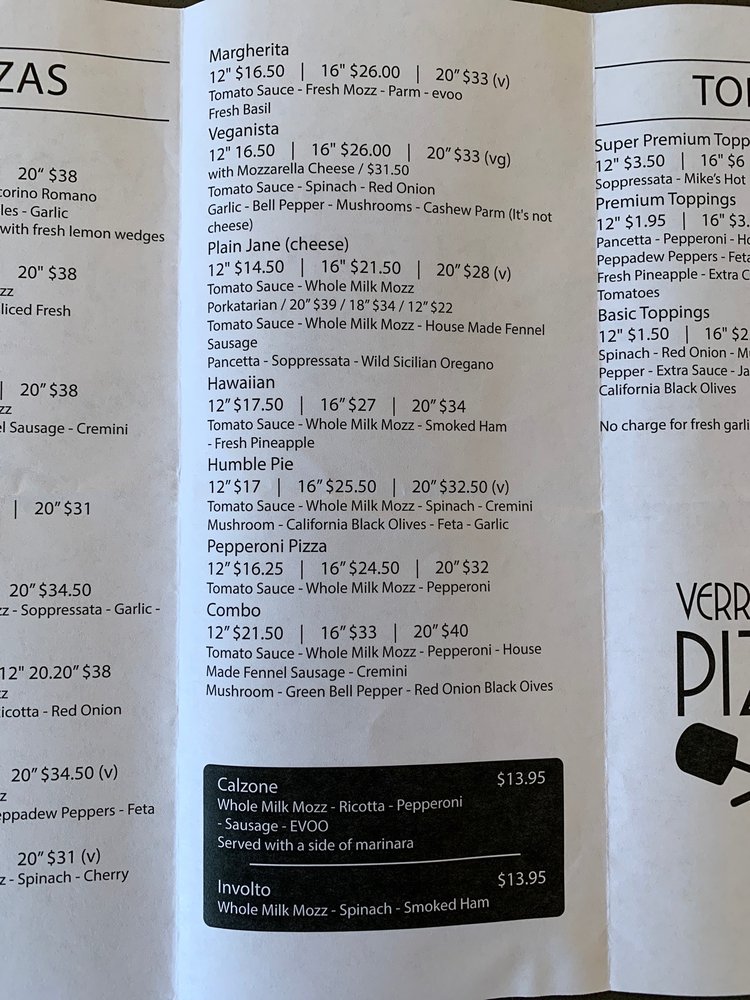 ZAS
20" $38
corino Romano
les - Garlic
with fresh lemon wedges
20" $38
zz
liced Fresh
| 20" $38
zz
el Sausage - Cremini
| 20" $31
20" $34.50
zz - Soppressata - Garlic -
12" 20.20" $38
z
icotta - Red Onion
20" $34.50 (v)
z
eppadew Peppers - Feta
20" $31 (v)
z - Spinach - Cherry
Margherita
12" $16.50 | 16" $26.00 | 20" $33 (v)
Tomato Sauce - Fresh Mozz - Parm - evoo
Fresh Basil
Veganista
12" 16.50 | 16" $26.00 | 20" $33 (vg)
with Mozzarella Cheese / $31.50
Tomato Sauce - Spinach - Red Onion
Garlic - Bell Pepper - Mushrooms - Cashew Parm (It's not
cheese)
Plain Jane (cheese)
12" $14.50 | 16" $21.50 | 20" $28 (v)
Tomato Sauce - Whole Milk Mozz
Porkatarian / 20" $39 / 18" $34 / 12" $22
Tomato Sauce - Whole Milk Mozz - House Made Fennel
Sausage
Pancetta - Soppressata - Wild Sicilian Oregano
Hawaiian
12" $17.50 | 16" $27 | 20" $34
Tomato Sauce - Whole Milk Mozz - Smoked Ham
- Fresh Pineapple
Humble Pie
12" $17 | 16" $25.50 | 20" $32.50 (v)
Tomato Sauce - Whole Milk Mozz - Spinach - Cremini
Mushroom - California Black Olives - Feta - Garlic
Pepperoni Pizza
12" $16.25 | 16" $24.50 | 20" $32
Tomato Sauce - Whole Milk Mozz - Pepperoni
Combo
12" $21.50 | 16" $33 | 20" $40
Tomato Sauce - Whole Milk Mozz - Pepperoni - House
Made Fennel Sausage - Cremini
Mushroom - Green Bell Pepper - Red Onion Black Oives
Calzone $13.95
Whole Milk Mozz - Ricotta - Pepperoni
- Sausage - EVOO
Served with a side of marinara
Involto $13.95
Whole Milk Mozz - Spinach - Smoked Ham
TO
Super Premium Topp
12" $3.50 | 16" $6
Soppressata - Mike's Hot
Premium Toppings
12" $1.95 | 16" $3.
Pancetta - Pepperoni - Ho
Peppadew Peppers - Feta
Fresh Pineapple - Extra C
Tomatoes
Basic Toppings
12" $1.50 | 16" $2
Spinach - Red Onion - Mu
Pepper - Extra Sauce - Ja
California Black Olives
No charge for fresh garli
VERR
PIZ